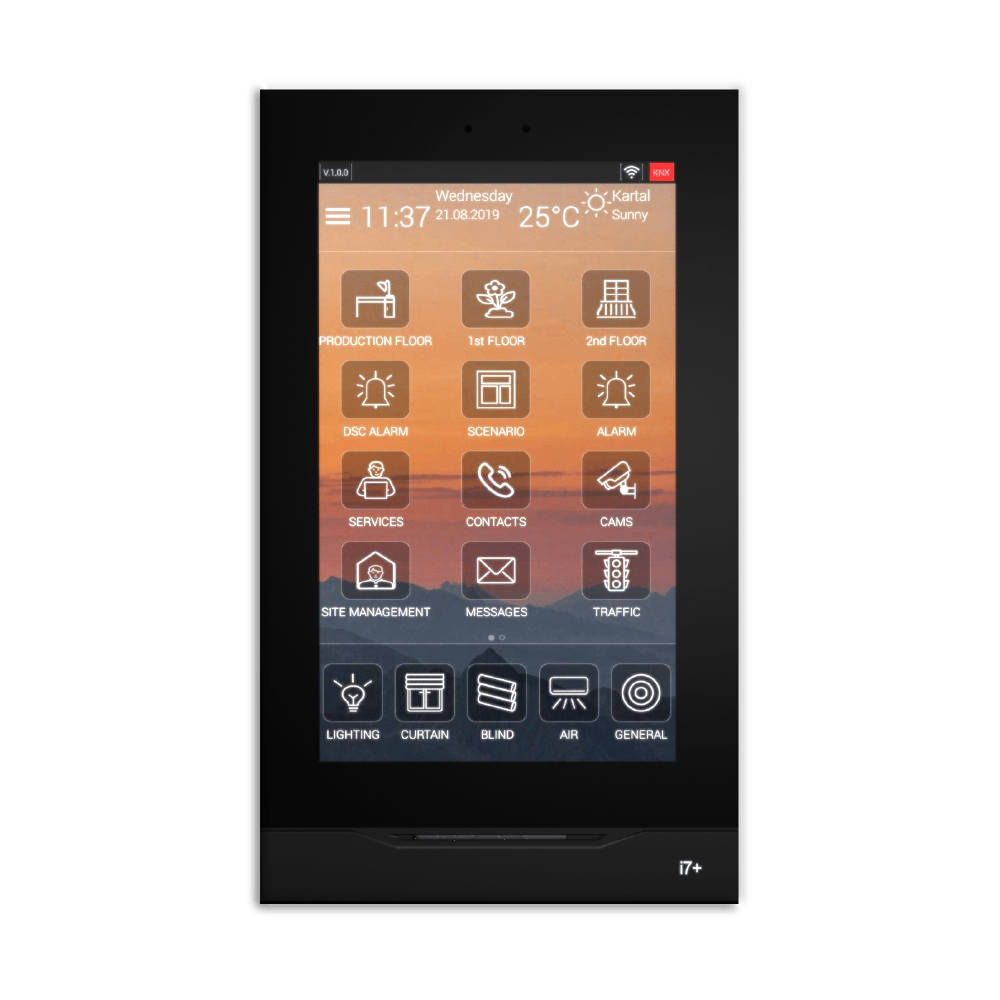 V.1.0.0 KNX
Wednesday Kartal
11:37 21.08.2019 25°C Sunny
PRODUCTION FLOOR 1st FLOOR 2nd FLOOR
DSC ALARM SCENARIO ALARM
SERVICES CONTACTS CAMS
SITE MANAGEMENT MESSAGES TRAFFIC
LIGHTING CURTAIN BLIND AIR GENERAL
i7+